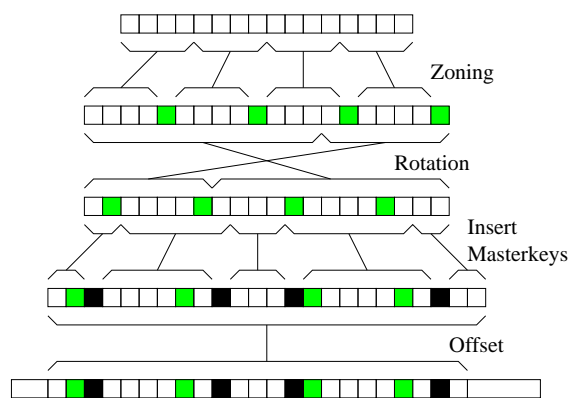 Zoning
Rotation
Insert
Masterkeys
Offset